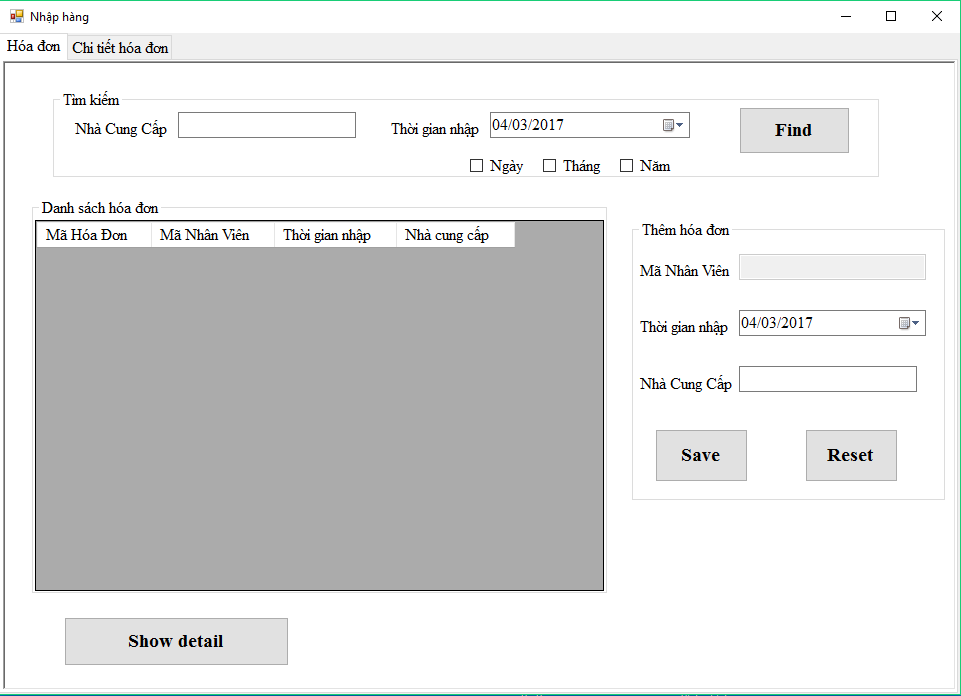 Nhập hàng
Hóa đơn Chi tiết hóa đơn
Tìm kiếm
Nhà Cung Cấp Thời gian nhập 04/03/2017 Find
Ngày Tháng Năm
Danh sách hóa đơn
Mã Hóa Đơn Mã Nhân Viên Thời gian nhập Nhà cung cấp
Thêm hóa đơn
Mã Nhân Viên
Thời gian nhập 04/03/2017
Nhà Cung Cấp
Save Reset
Show detail